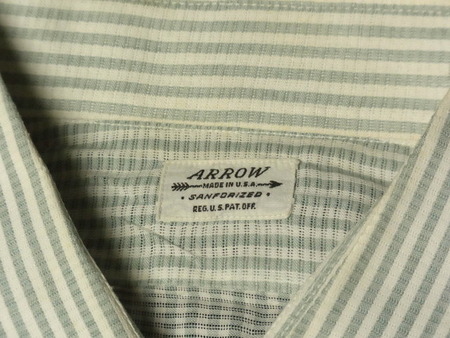 ARROW
MADE IN U.S.A.
• SANFORIZED •
REG. U.S. PAT. OFF.